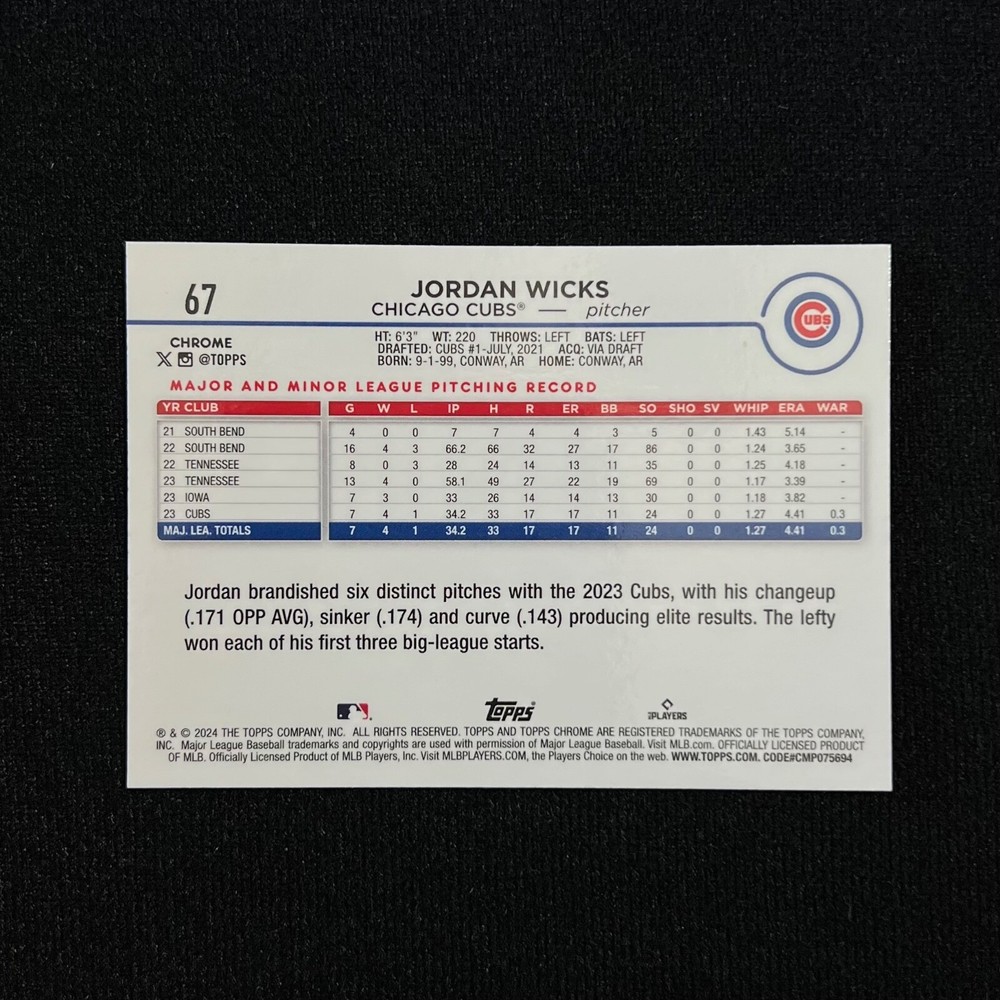 67
JORDAN WICKS
CHICAGO CUBS® — pitcher
CUBS
CHROME
@TOPPS
HT: 6'3" WT: 220 THROWS: LEFT BATS: LEFT
DRAFTED: CUBS #1-JULY, 2021 ACQ: VIA DRAFT
BORN: 9-1-99, CONWAY, AR HOME: CONWAY, AR
MAJOR AND MINOR LEAGUE PITCHING RECORD
YR CLUB G W L IP H R ER BB SO SHO SV WHIP ERA WAR
21 SOUTH BEND 4 0 0 7 7 4 4 3 5 0 0 1.43 5.14 -
22 SOUTH BEND 16 4 3 66.2 66 32 27 17 86 0 0 1.24 3.65 -
22 TENNESSEE 8 0 3 28 24 14 13 11 35 0 0 1.25 4.18 -
23 TENNESSEE 13 4 0 58.1 49 27 22 19 69 0 0 1.17 3.39 -
23 IOWA 7 3 0 33 26 14 14 13 30 0 0 1.18 3.82 -
23 CUBS 7 4 1 34.2 33 17 17 11 24 0 0 1.27 4.41 0.3
MAJ. LEA. TOTALS 7 4 1 34.2 33 17 17 11 24 0 0 1.27 4.41 0.3
Jordan brandished six distinct pitches with the 2023 Cubs, with his changeup
(.171 OPP AVG), sinker (.174) and curve (.143) producing elite results. The lefty
won each of his first three big-league starts.
topps®
PLAYERS
® & © 2024 THE TOPPS COMPANY, INC. ALL RIGHTS RESERVED. TOPPS AND TOPPS CHROME ARE REGISTERED TRADEMARKS OF THE TOPPS COMPANY,
INC. Major League Baseball trademarks and copyrights are used with permission of Major League Baseball. Visit MLB.com. OFFICIALLY LICENSED PRODUCT
OF MLB. Officially Licensed Product of MLB Players, Inc. Visit MLBPLAYERS.COM, the Players Choice on the web. WWW.TOPPS.COM. CODE#CMP075694